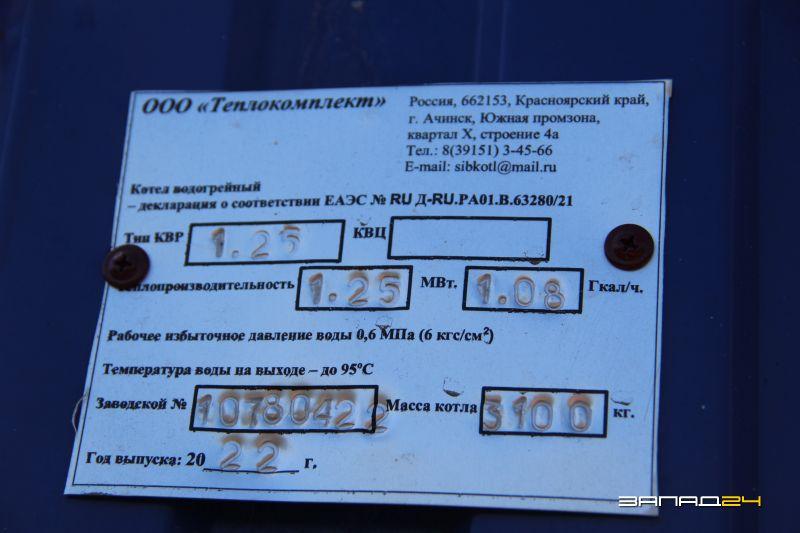 ООО «Теплокомплект»
Россия, 662153, Красноярский край,
г. Ачинск, Южная промзона,
квартал X, строение 4а
Тел.: 8(39151) 3-45-66
E-mail: sibkotl@mail.ru
Котел водогрейный
– декларация о соответствии ЕАЭС № RU Д-RU.РА01.В.63280/21
Тип КВР 1.25 КВЦ
Теплопроизводительность 1.25 МВт. 1.08 Гкал/ч.
Рабочее избыточное давление воды 0,6 МПа (6 кгс/см²)
Температура воды на выходе – до 95°С
Заводской № 10780422 Масса котла 3100 кг.
Год выпуска: 2022 г.
ЗАПАД24